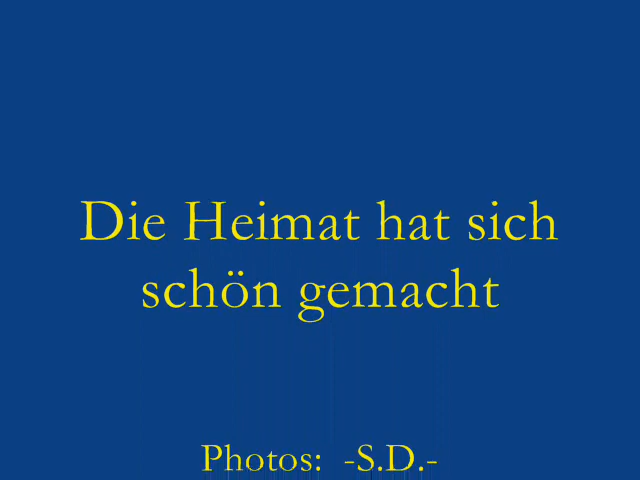 Die Heimat hat sich
schön gemacht
Photos:  -S.D.-